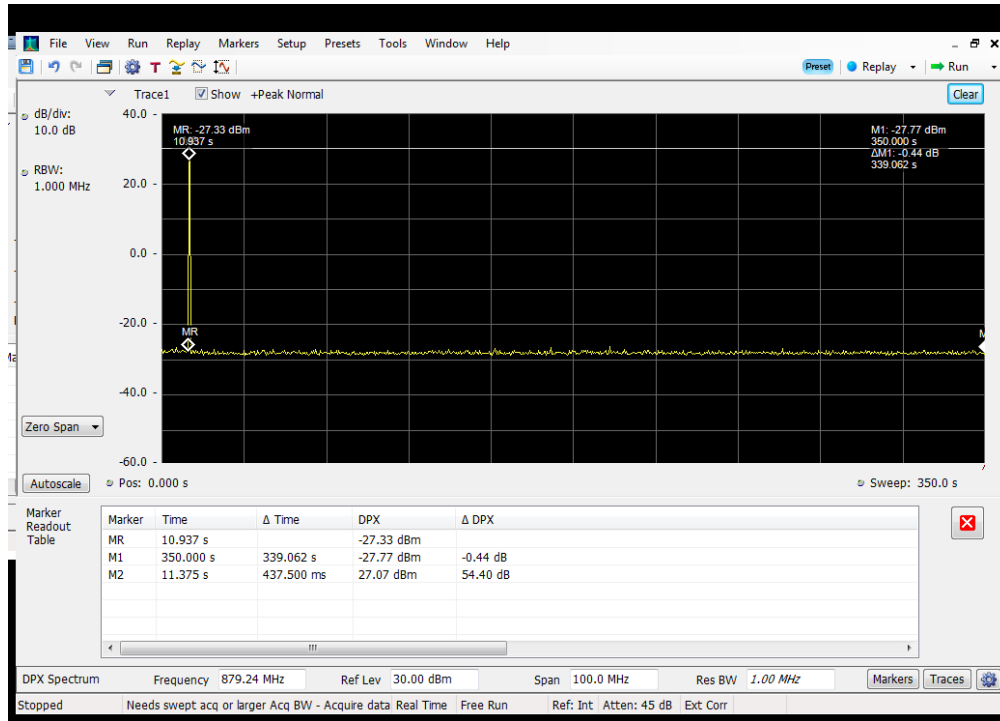 File View Run Replay Markers Setup Presets Tools Window Help
Preset Replay Run
Trace1 Show +Peak Normal Clear
dB/div:
10.0 dB
RBW:
1.000 MHz
40.0
20.0
0.0
-20.0
-40.0
-60.0
MR: -27.33 dBm
10.937 s
M1: -27.77 dBm
350.000 s
ΔM1: -0.44 dB
339.062 s
MR
Zero Span
Autoscale Pos: 0.000 s Sweep: 350.0 s
Marker
Readout
Table
Marker Time Δ Time DPX Δ DPX
MR 10.937 s -27.33 dBm
M1 350.000 s 339.062 s -27.77 dBm -0.44 dB
M2 11.375 s 437.500 ms 27.07 dBm 54.40 dB
DPX Spectrum Frequency 879.24 MHz Ref Lev 30.00 dBm Span 100.0 MHz Res BW 1.00 MHz Markers Traces
Stopped Needs swept acq or larger Acq BW - Acquire data Real Time Free Run Ref: Int Atten: 45 dB Ext Corr